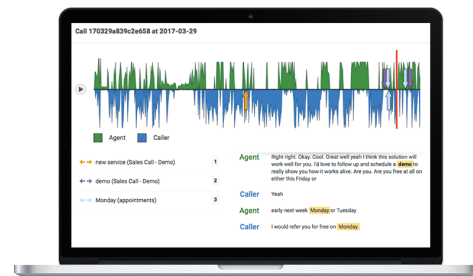 Call 170329a839c2e658 at 2017-03-29
Agent Caller
new service (Sales Call - Demo) 1
demo (Sales Call - Demo) 2
Monday (appointments) 3
Agent Right right. Okay. Cool. Great well yeah I think this solution will
work well for you. I'd love to follow up and schedule a demo to
really show you how it works alive. Are you. Are you free at all on
either this Friday or
Caller Yeah
Agent early next week Monday or Tuesday
Caller I would refer you for free on Monday.